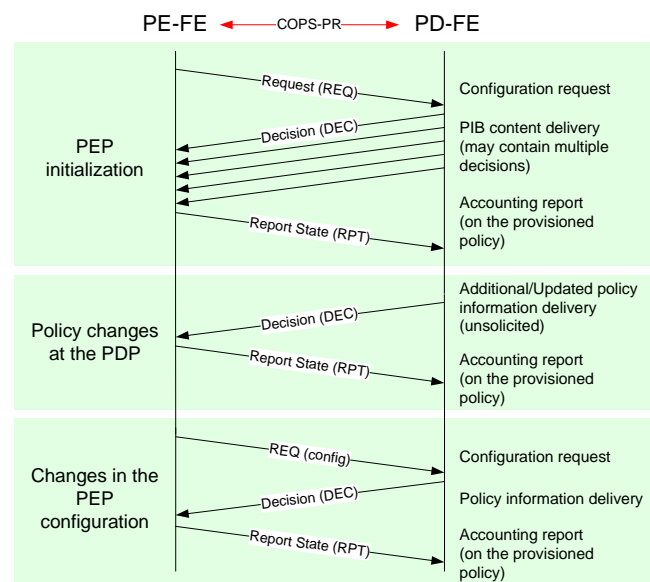 PE-FE COPS-PR PD-FE
Request (REQ)
Configuration request
Decision (DEC)
PEP
initialization
PIB content delivery
(may contain multiple
decisions)
Report State (RPT)
Accounting report
(on the provisioned
policy)
Policy changes
at the PDP
Decision (DEC)
Additional/Updated policy
information delivery
(unsolicited)
Report State (RPT)
Accounting report
(on the provisioned
policy)
Changes in the
PEP
configuration
REQ (config)
Configuration request
Decision (DEC)
Policy information delivery
Report State (RPT)
Accounting report
(on the provisioned
policy)